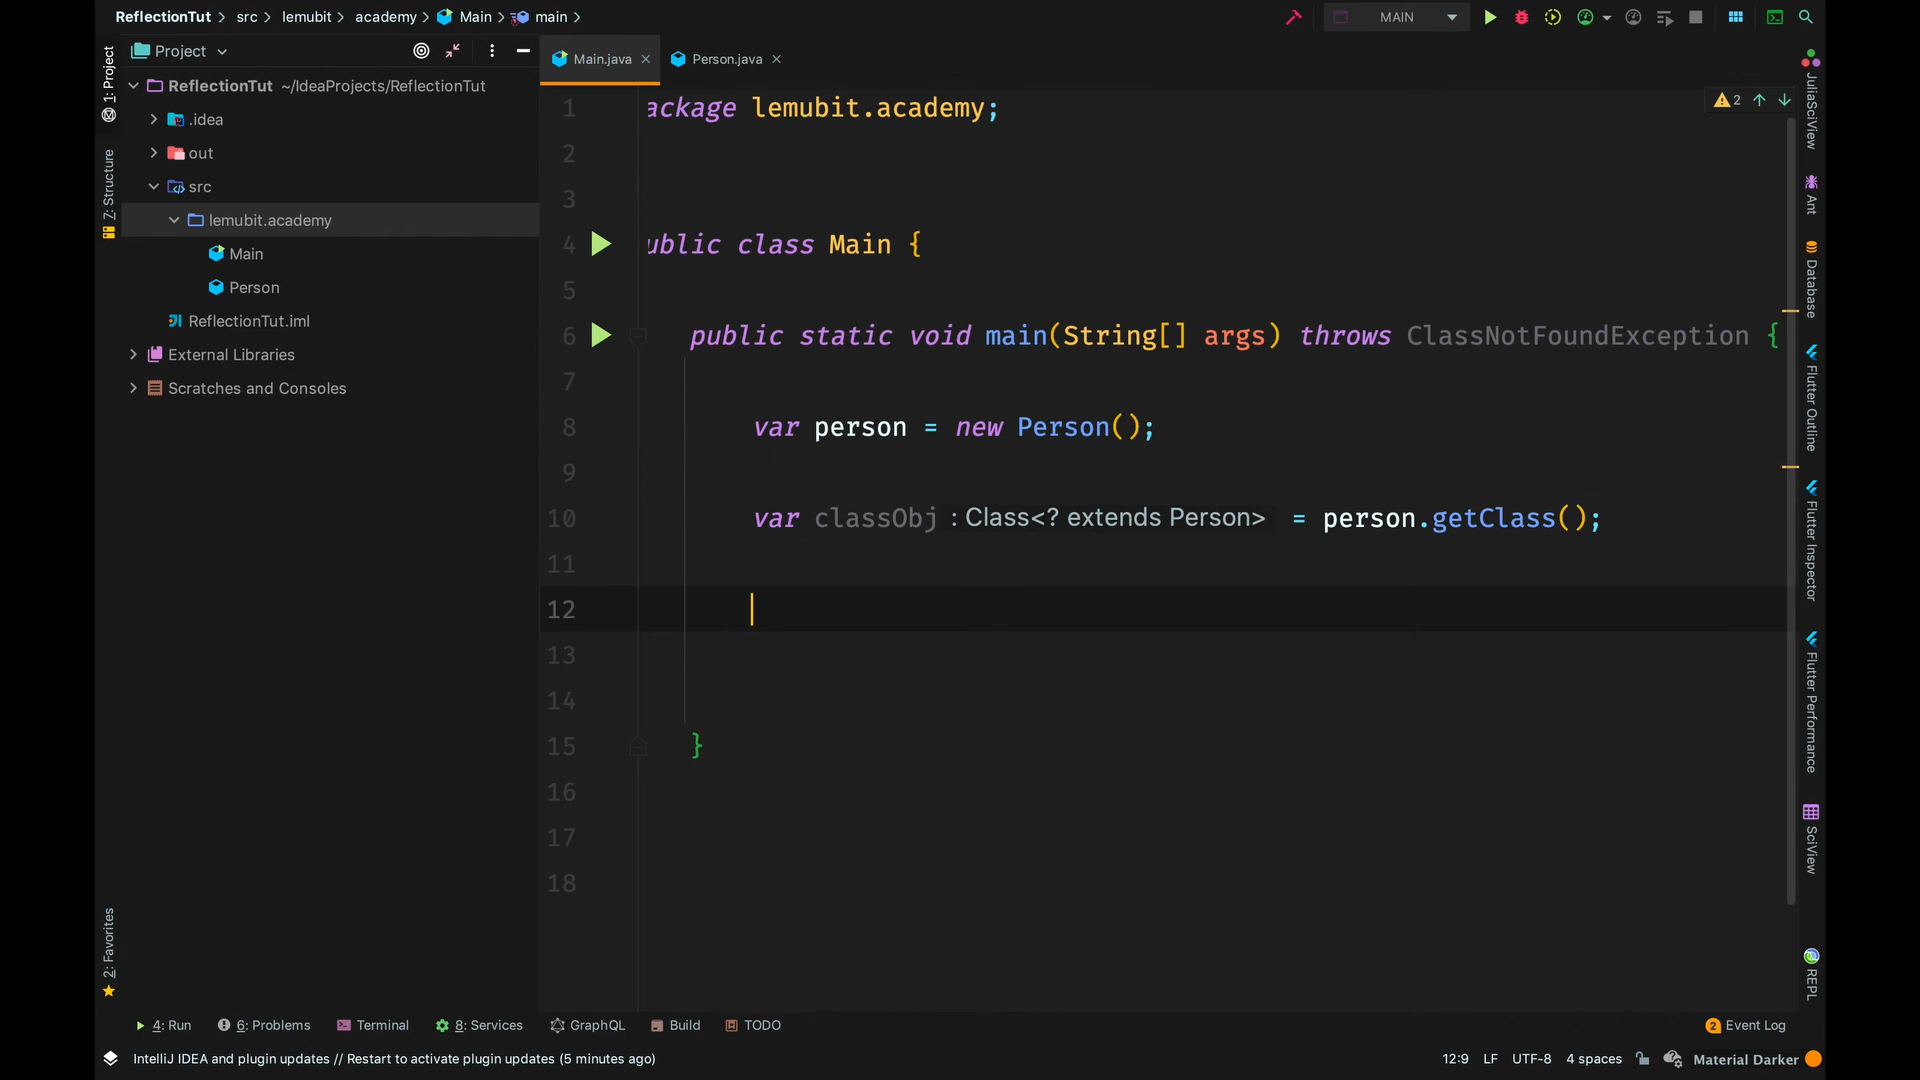 ReflectionTut > src > lemubit > academy > Main > main >
MAIN
Project
Main.java
Person.java
1: Project
7: Structure
2: Favorites
ReflectionTut ~/IdeaProjects/ReflectionTut
.idea
out
src
lemubit.academy
Main
Person
ReflectionTut.iml
External Libraries
Scratches and Consoles
1 ackage lemubit.academy;
2
3
4 ublic class Main {
5
6 public static void main(String[] args) throws ClassNotFoundException {
7
8 var person = new Person();
9
10 var classObj : Class<? extends Person> = person.getClass();
11
12
13
14
15 }
16
17
18
2
JuliaSciView
Ant
Database
Flutter Outline
Flutter Inspector
Flutter Performance
SciView
REPL
4: Run
6: Problems
Terminal
8: Services
GraphQL
Build
TODO
2 Event Log
IntelliJ IDEA and plugin updates // Restart to activate plugin updates (5 minutes ago)
12:9 LF UTF-8 4 spaces Material Darker